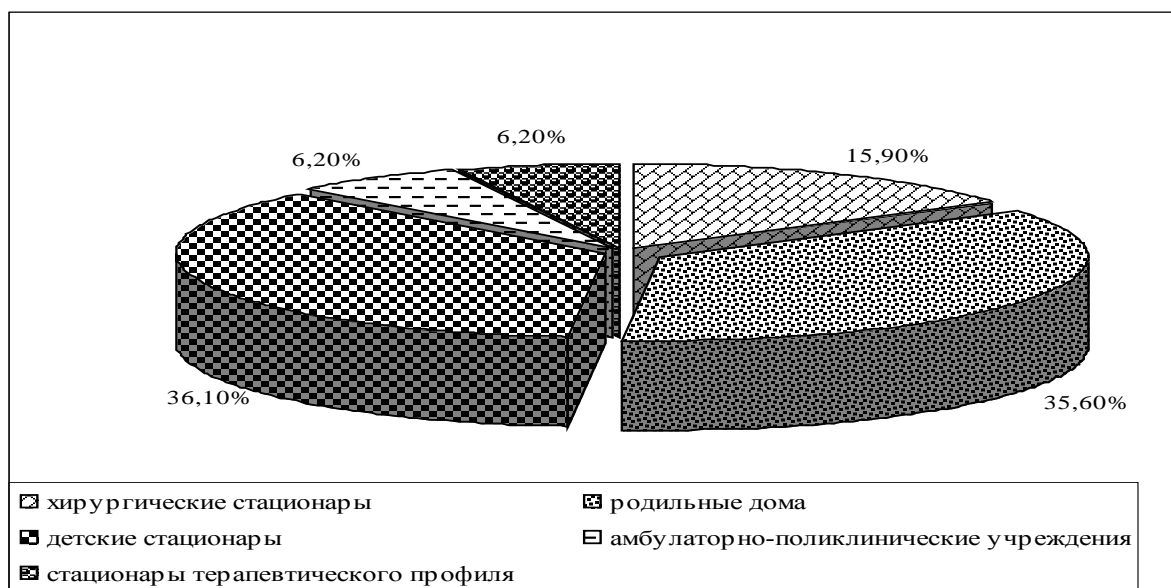 6,20%
6,20%
15,90%
36,10%
35,60%
хирургические стационары
родильные дома
детские стационары
амбулаторно-поликлинические учреждения
стационары терапевтического профиля